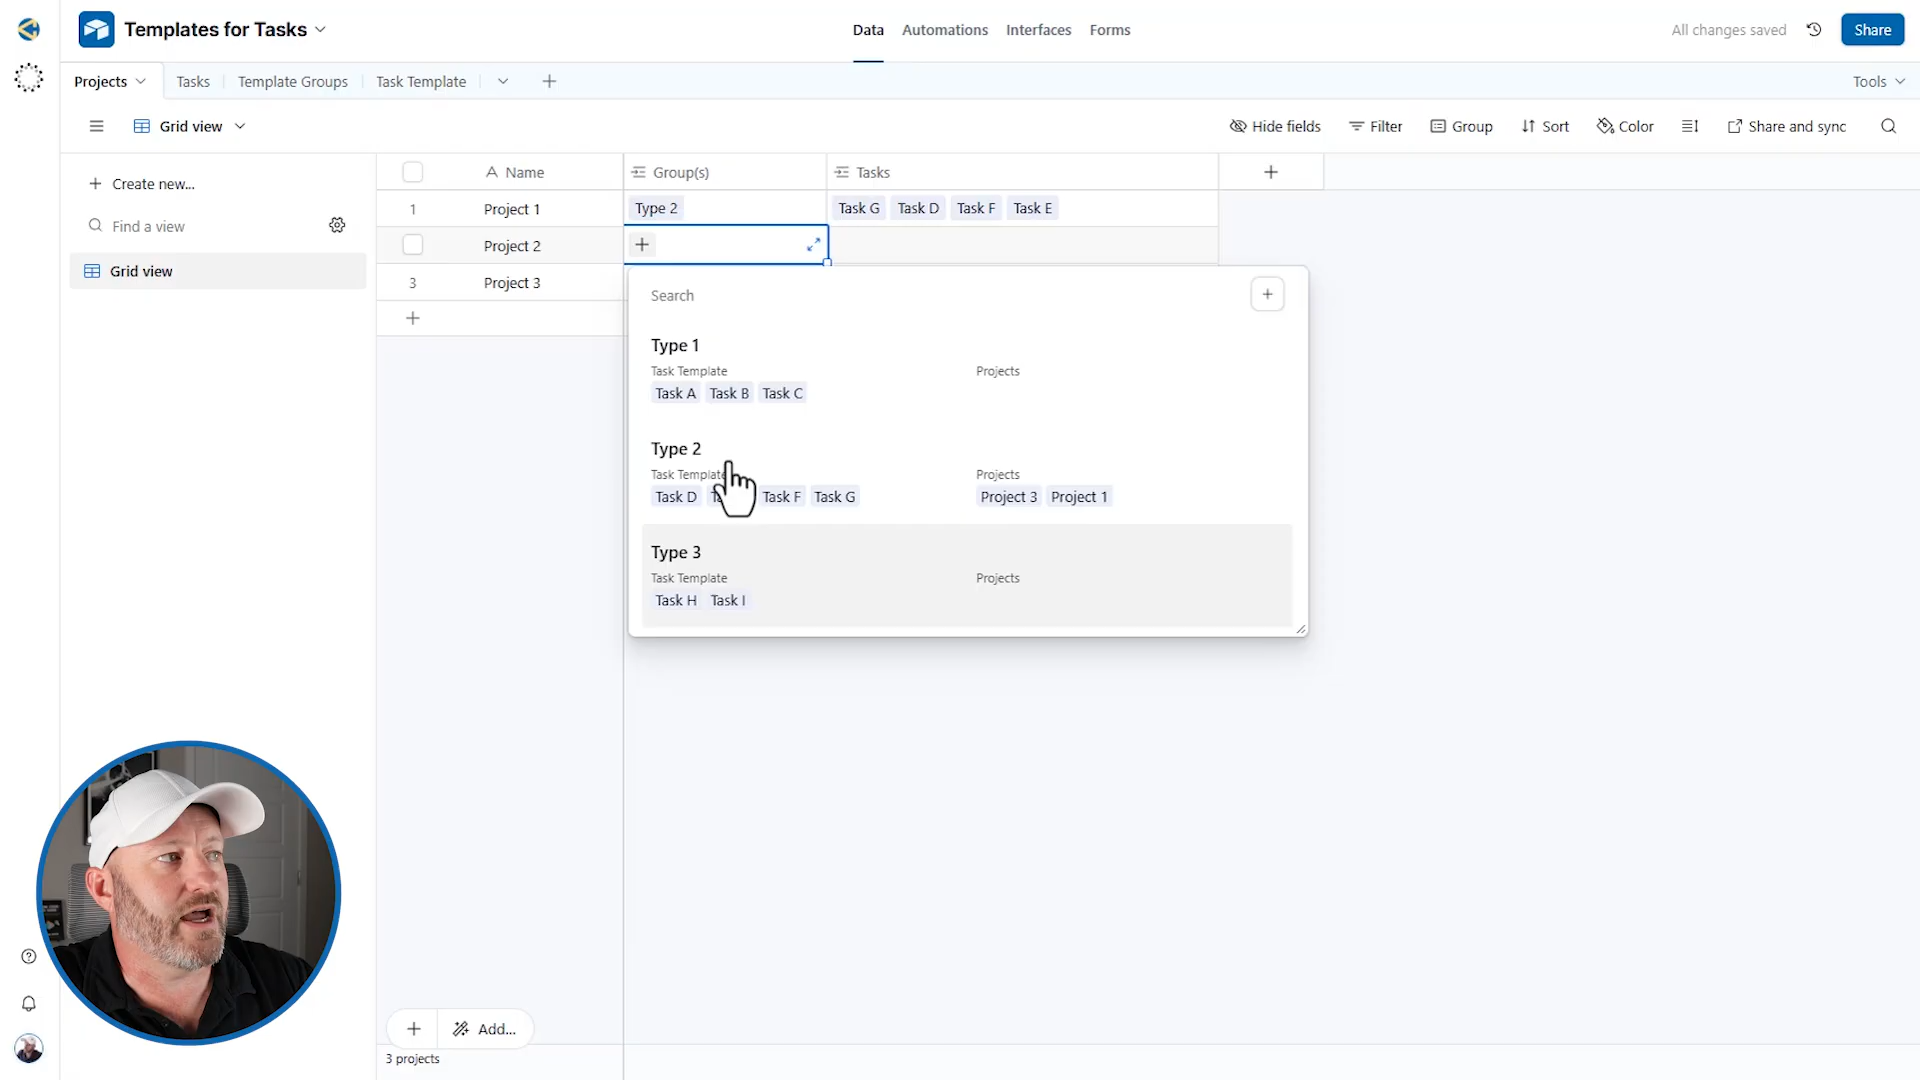 Templates for Tasks
Data Automations Interfaces Forms
All changes saved
Share
Projects Tasks Template Groups Task Template
Tools
Grid view
Hide fields Filter Group Sort Color Share and sync
Create new...
Find a view
Grid view
Name Group(s) Tasks
1 Project 1 Type 2 Task G Task D Task F Task E
Project 2
3 Project 3
Search
Type 1
Task Template Projects
Task A Task B Task C
Type 2
Task Template Projects
Task D Task F Task G Project 3 Project 1
Type 3
Task Template Projects
Task H Task I
Add...
3 projects